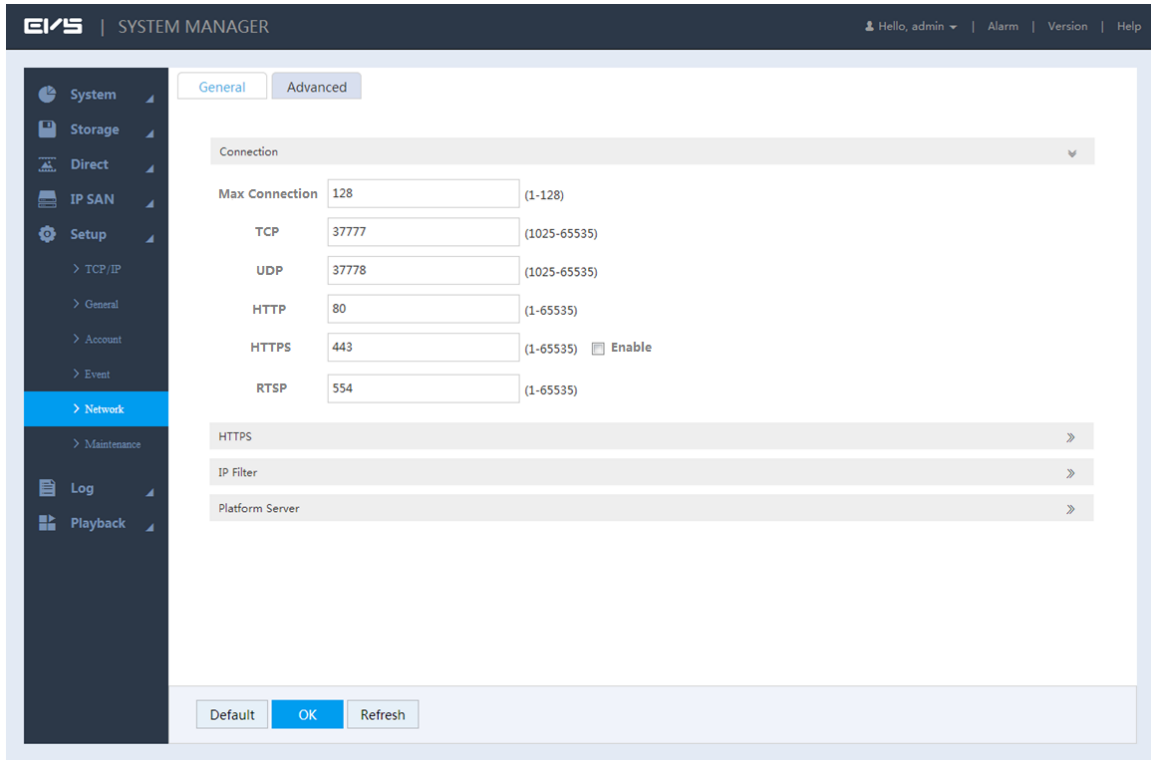 EVS | SYSTEM MANAGER
Hello, admin | Alarm | Version | Help
System
Storage
Direct
IP SAN
Setup
> TCP/IP
> General
> Account
> Event
> Network
> Maintenance
Log
Playback
General Advanced
Connection
Max Connection 128 (1-128)
TCP 37777 (1025-65535)
UDP 37778 (1025-65535)
HTTP 80 (1-65535)
HTTPS 443 (1-65535) Enable
RTSP 554 (1-65535)
HTTPS
IP Filter
Platform Server
Default OK Refresh